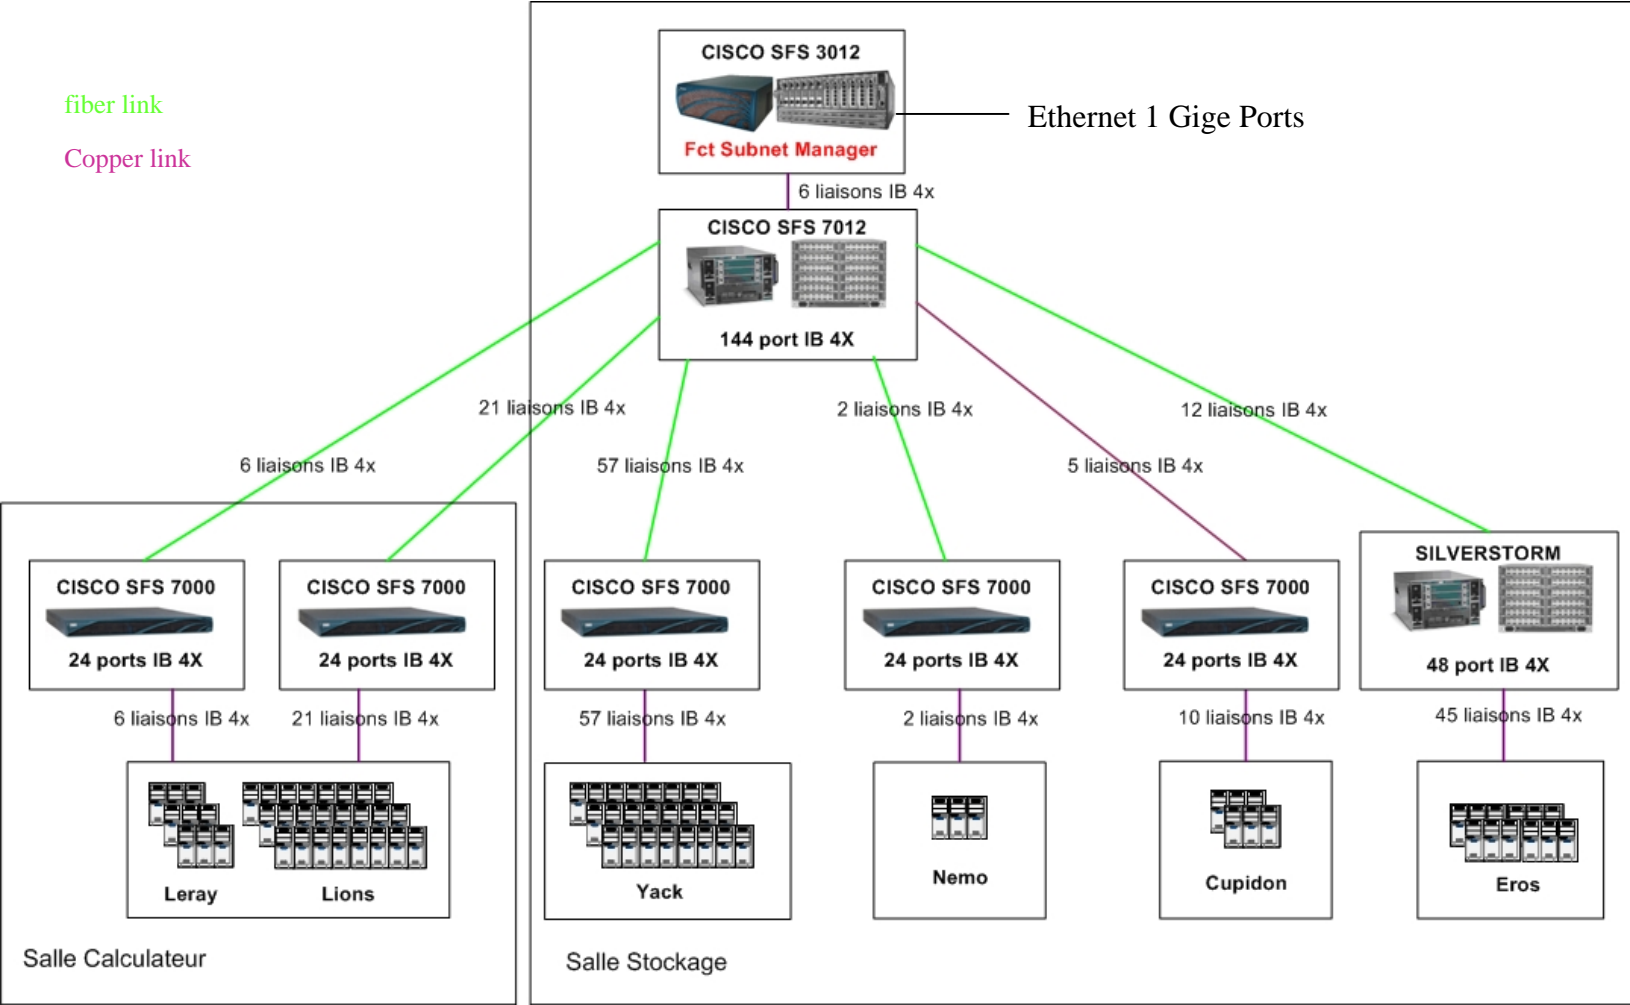 CISCO SFS 3012
fiber link
Ethernet 1 Gige Ports
Copper link
Fct Subnet Manager
6 liaisons IB 4x
CISCO SFS 7012
144 port IB 4X
21 liaisons IB 4x
2 liaisons IB 4x
12 liaisons IB 4x
6 liaisons IB 4x
57 liaisons IB 4x
5 liaisons IB 4x
SILVERSTORM
CISCO SFS 7000
CISCO SFS 7000
CISCO SFS 7000
CISCO SFS 7000
CISCO SFS 7000
24 ports IB 4X
24 ports IB 4X
24 ports IB 4X
24 ports IB 4X
24 ports IB 4X
48 port IB 4X
6 liaisons IB 4x
21 liaisons IB 4x
57 liaisons IB 4x
2 liaisons IB 4x
10 liaisons IB 4x
45 liaisons IB 4x
Leray
Lions
Yack
Nemo
Cupidon
Eros
Salle Calculateur
Salle Stockage